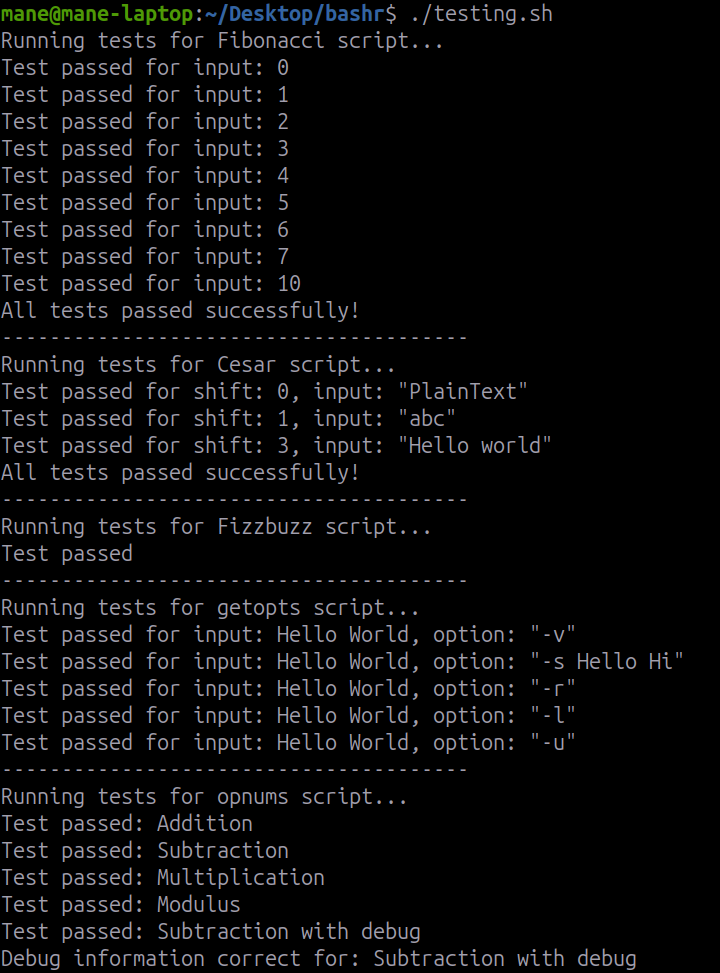 mane@mane-laptop:~/Desktop/bashr$ ./testing.sh
Running tests for Fibonacci script...
Test passed for input: 0
Test passed for input: 1
Test passed for input: 2
Test passed for input: 3
Test passed for input: 4
Test passed for input: 5
Test passed for input: 6
Test passed for input: 7
Test passed for input: 10
All tests passed successfully!
---------------------------------------
Running tests for Cesar script...
Test passed for shift: 0, input: "PlainText"
Test passed for shift: 1, input: "abc"
Test passed for shift: 3, input: "Hello world"
All tests passed successfully!
---------------------------------------
Running tests for Fizzbuzz script...
Test passed
---------------------------------------
Running tests for getopts script...
Test passed for input: Hello World, option: "-v"
Test passed for input: Hello World, option: "-s Hello Hi"
Test passed for input: Hello World, option: "-r"
Test passed for input: Hello World, option: "-l"
Test passed for input: Hello World, option: "-u"
---------------------------------------
Running tests for opnums script...
Test passed: Addition
Test passed: Subtraction
Test passed: Multiplication
Test passed: Modulus
Test passed: Subtraction with debug
Debug information correct for: Subtraction with debug